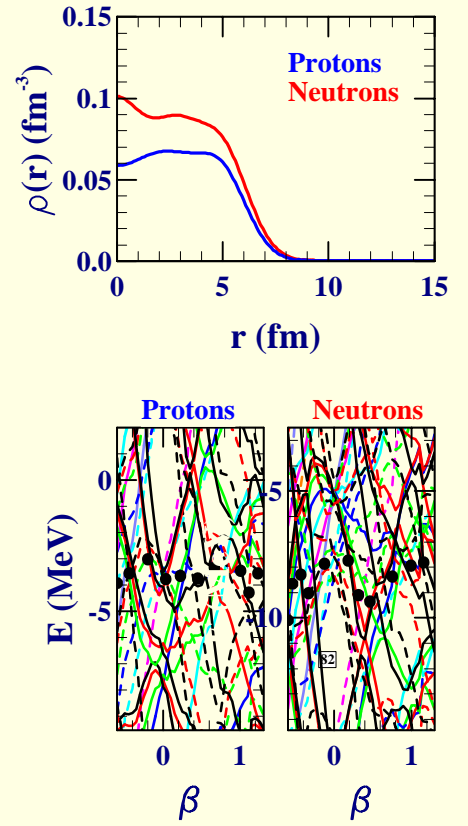 0.15
0.1
0.05
0.0
ρ(r) (fm-3)
Protons
Neutrons
0 5 10 15
r (fm)
Protons Neutrons
0
-5
E (MeV)
-5
-10
82
0 1 0 1
β β